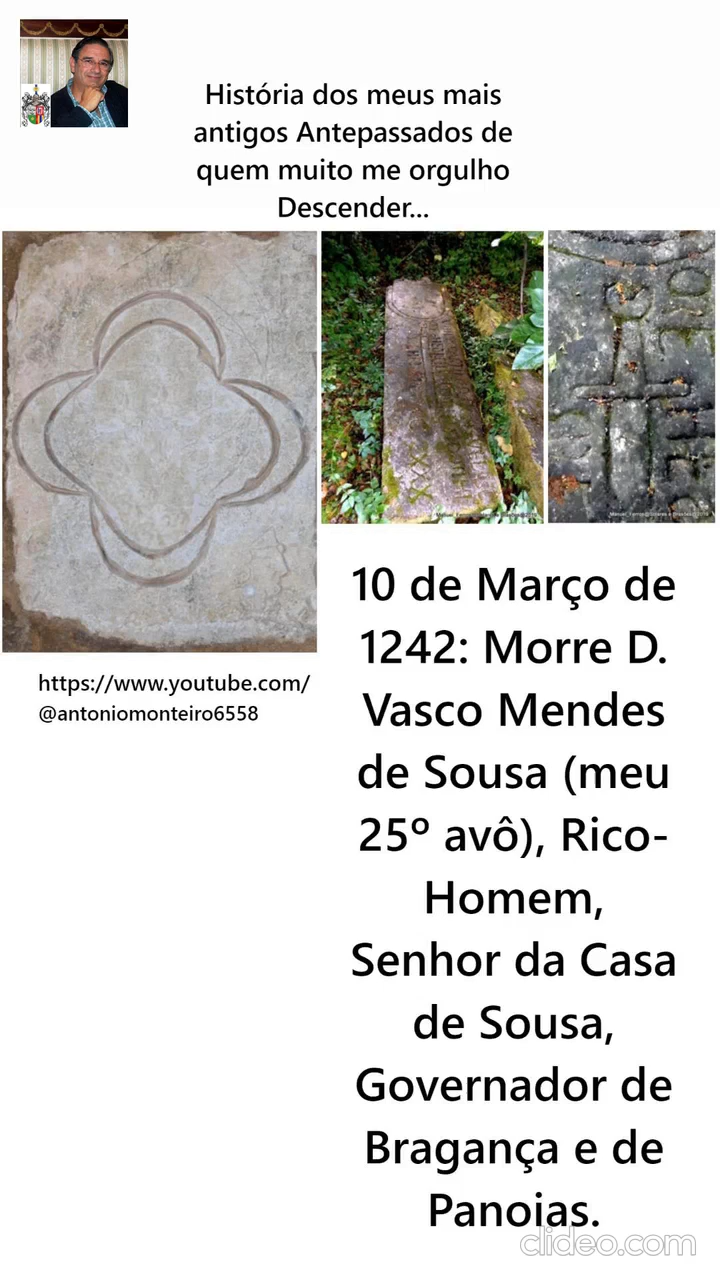 História dos meus mais
antigos Antepassados de
quem muito me orgulho
Descender...
https://www.youtube.com/
@antoniomonteiro6558
10 de Março de
1242: Morre D.
Vasco Mendes
de Sousa (meu
25º avô), Rico-
Homem,
Senhor da Casa
de Sousa,
Governador de
Bragança e de
Panoias.
clideo.com